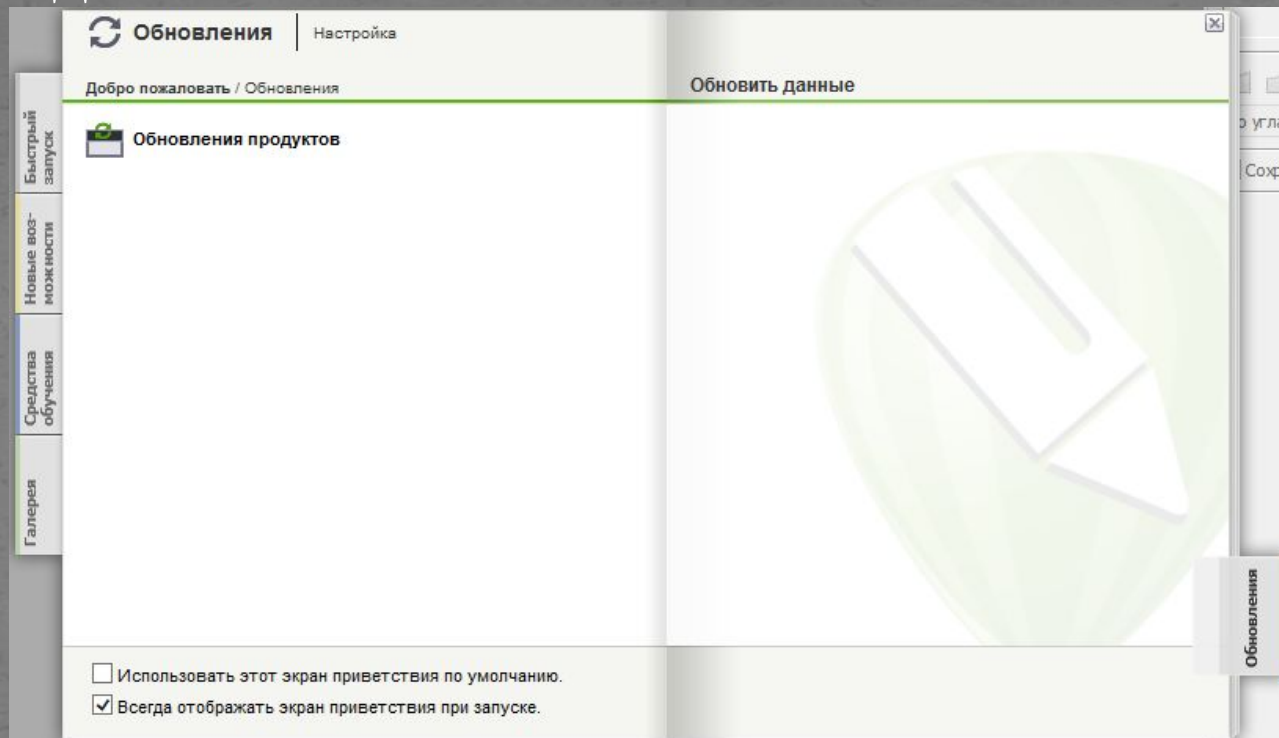 Обновления
Настройка
Добро пожаловать / Обновления
Обновить данные
Обновления продуктов
Быстрый
запуск
Новые воз-
можности
Средства
обучения
Галерея
Обновления
Использовать этот экран приветствия по умолчанию.
Всегда отображать экран приветствия при запуске.